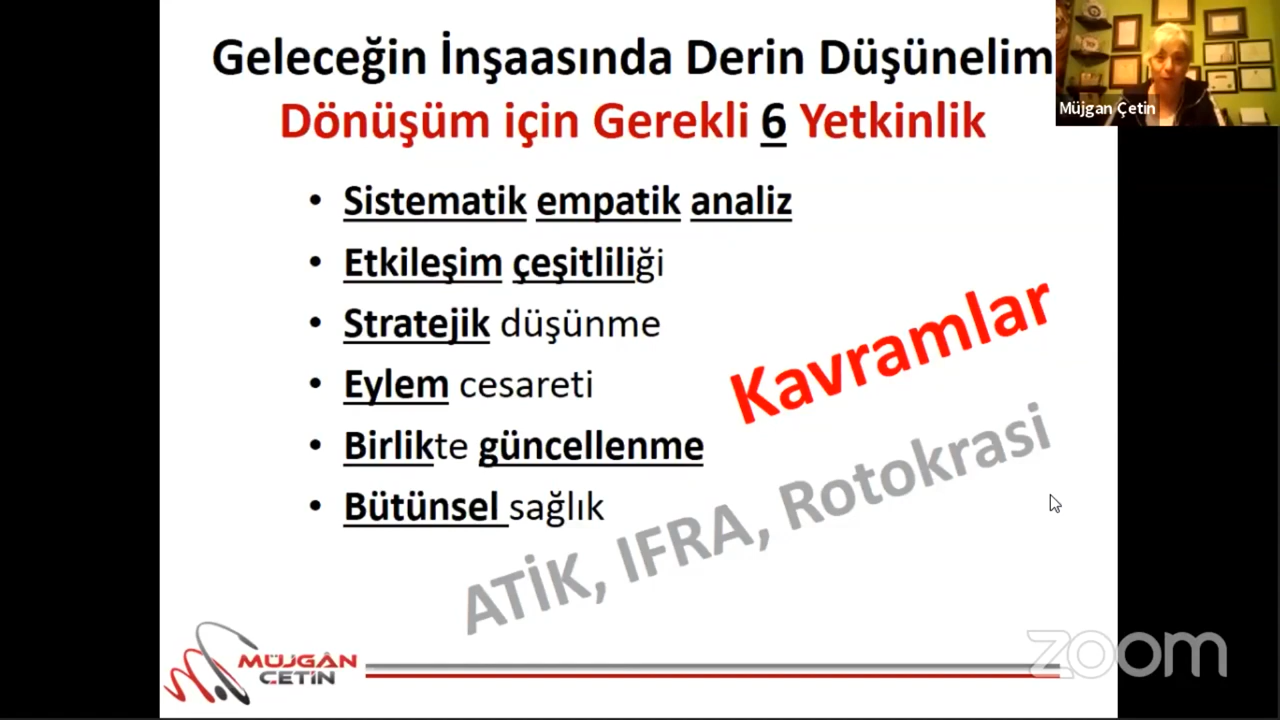 Geleceğin İnşaasında Derin Düşünelim
Dönüşüm için Gerekli 6 Yetkinlik
• Sistematik empatik analiz
• Etkileşim çeşitliliği
• Stratejik düşünme
• Eylem cesareti
• Birlikte güncellenme
• Bütünsel sağlık
Kavramlar
ATİK, IFRA, Rotokrasi
MÜJGÂN
ÇETİN
Müjgan Çetin
zoom